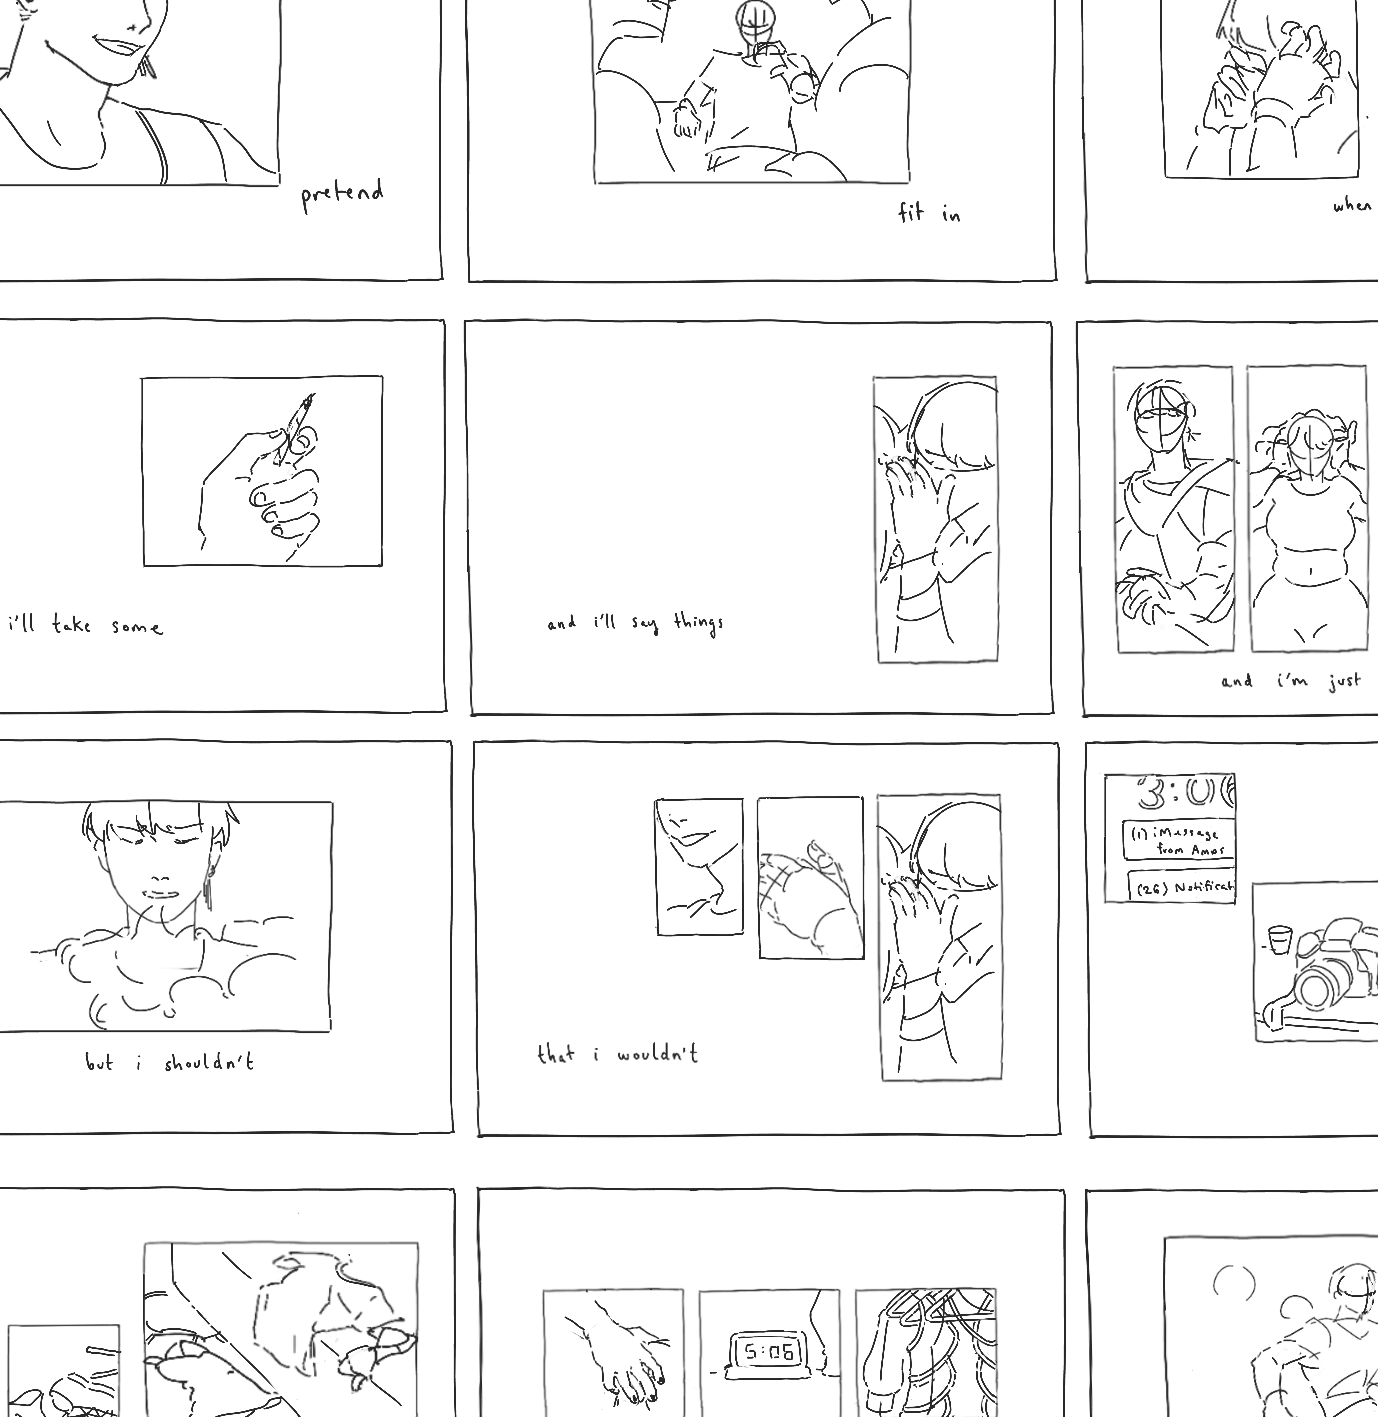 pretend
fit in
when
i'll take some
and i'll say things
and i'm just
but i shouldn't
that i wouldn't
3:06
(1) iMessage
from Amos
(26) Notificat
5:06